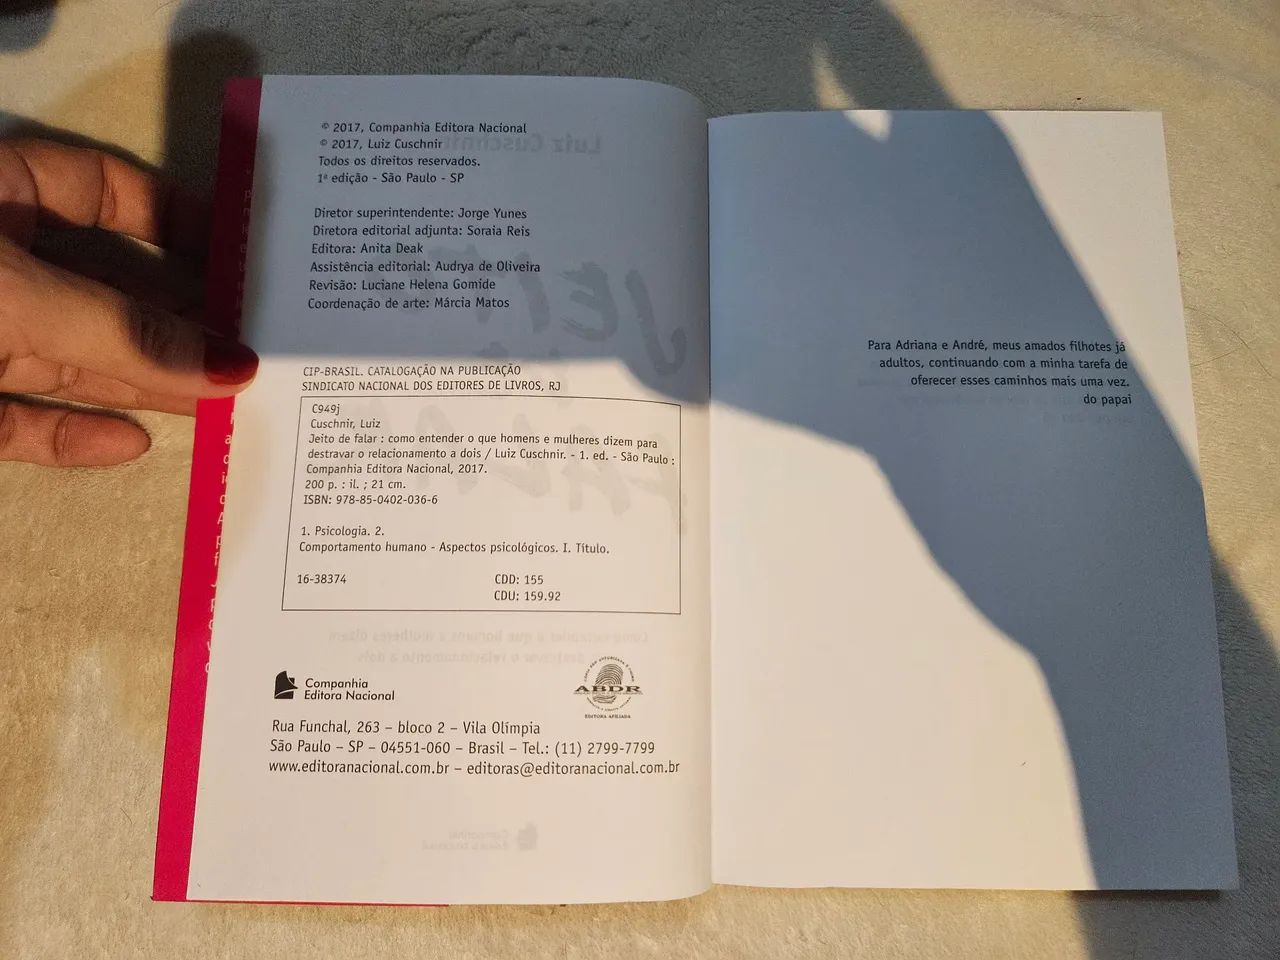 © 2017, Companhia Editora Nacional
© 2017, Luiz Cuschnir
Todos os direitos reservados.
1ª edição - São Paulo - SP
Diretor superintendente: Jorge Yunes
Diretora editorial adjunta: Soraia Reis
Editora: Anita Deak
Assistência editorial: Audrya de Oliveira
Revisão: Luciane Helena Gomide
Coordenação de arte: Márcia Matos
CIP-BRASIL. CATALOGAÇÃO NA PUBLICAÇÃO
SINDICATO NACIONAL DOS EDITORES DE LIVROS, RJ
C949j
Cuschnir, Luiz
Jeito de falar : como entender o que homens e mulheres dizem para
destravar o relacionamento a dois / Luiz Cuschnir. - 1. ed. - São Paulo :
Companhia Editora Nacional, 2017.
200 p. : il. ; 21 cm.
ISBN: 978-85-0402-036-6
1. Psicologia. 2.
Comportamento humano - Aspectos psicológicos. I. Título.
16-38374 CDD: 155
CDU: 159.92
Companhia
Editora Nacional
ABDR
EDITORA AFILIADA
Rua Funchal, 263 – bloco 2 – Vila Olímpia
São Paulo – SP – 04551-060 – Brasil – Tel.: (11) 2799-7799
www.editoranacional.com.br – editoras@editoranacional.com.br
Para Adriana e André, meus amados filhotes já
adultos, continuando com a minha tarefa de
oferecer esses caminhos mais uma vez.
do papai